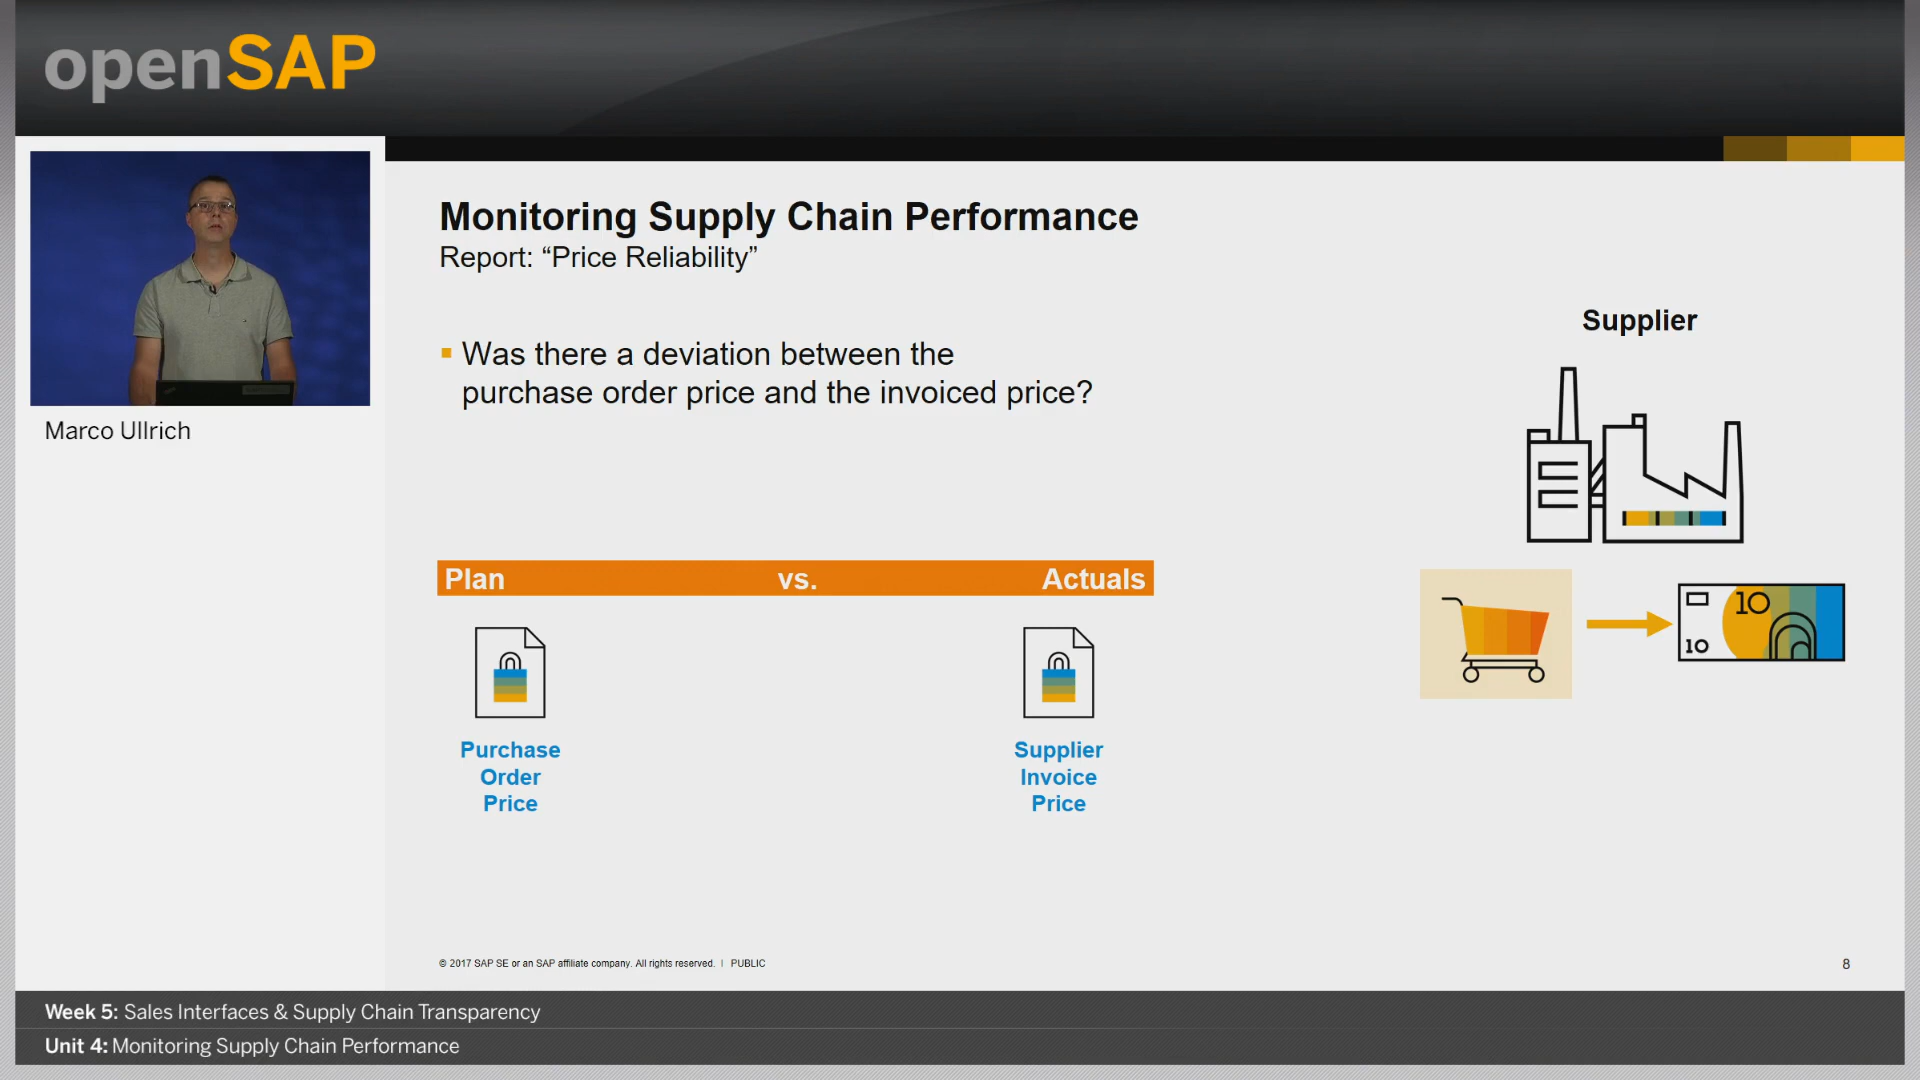 openSAP
Marco Ullrich
Monitoring Supply Chain Performance
Report: “Price Reliability”
▪ Was there a deviation between the
purchase order price and the invoiced price?
Supplier
10
10
Plan vs. Actuals
Purchase
Order
Price
Supplier
Invoice
Price
© 2017 SAP SE or an SAP affiliate company. All rights reserved. | PUBLIC
8
Week 5: Sales Interfaces & Supply Chain Transparency
Unit 4: Monitoring Supply Chain Performance